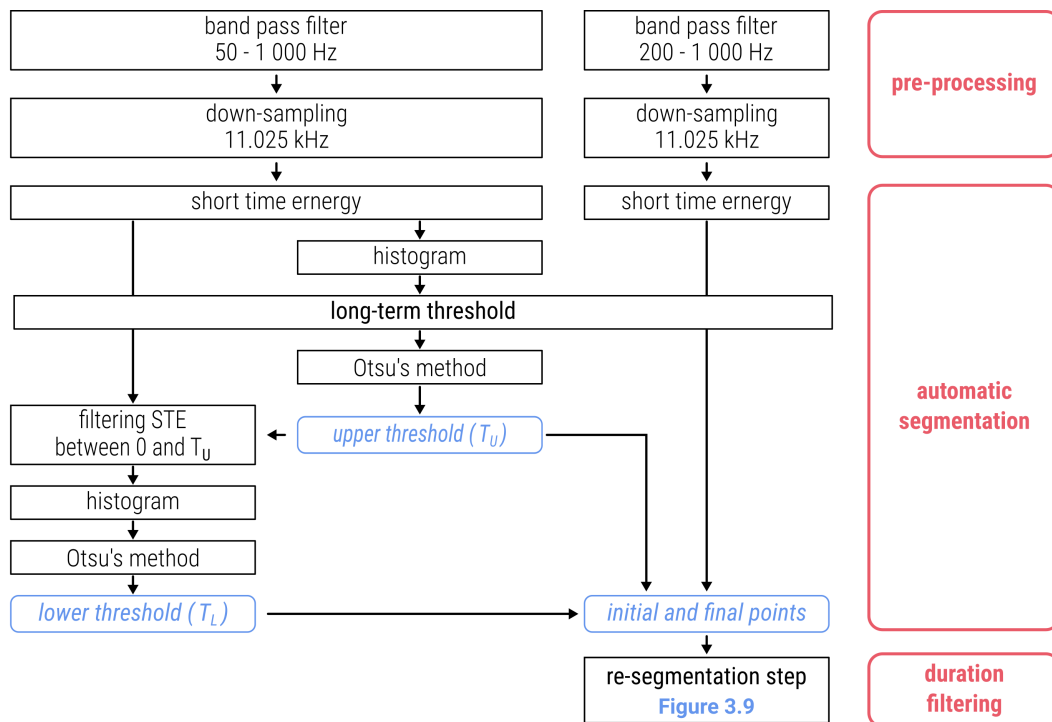 band pass filter
50 - 1 000 Hz
band pass filter
200 - 1 000 Hz
pre-processing
down-sampling
11.025 kHz
down-sampling
11.025 kHz
short time ernergy
short time ernergy
histogram
long-term threshold
Otsu's method
automatic
segmentation
filtering STE
between 0 and TU
upper threshold (TU)
histogram
Otsu's method
lower threshold (TL)
initial and final points
re-segmentation step
Figure 3.9
duration
filtering